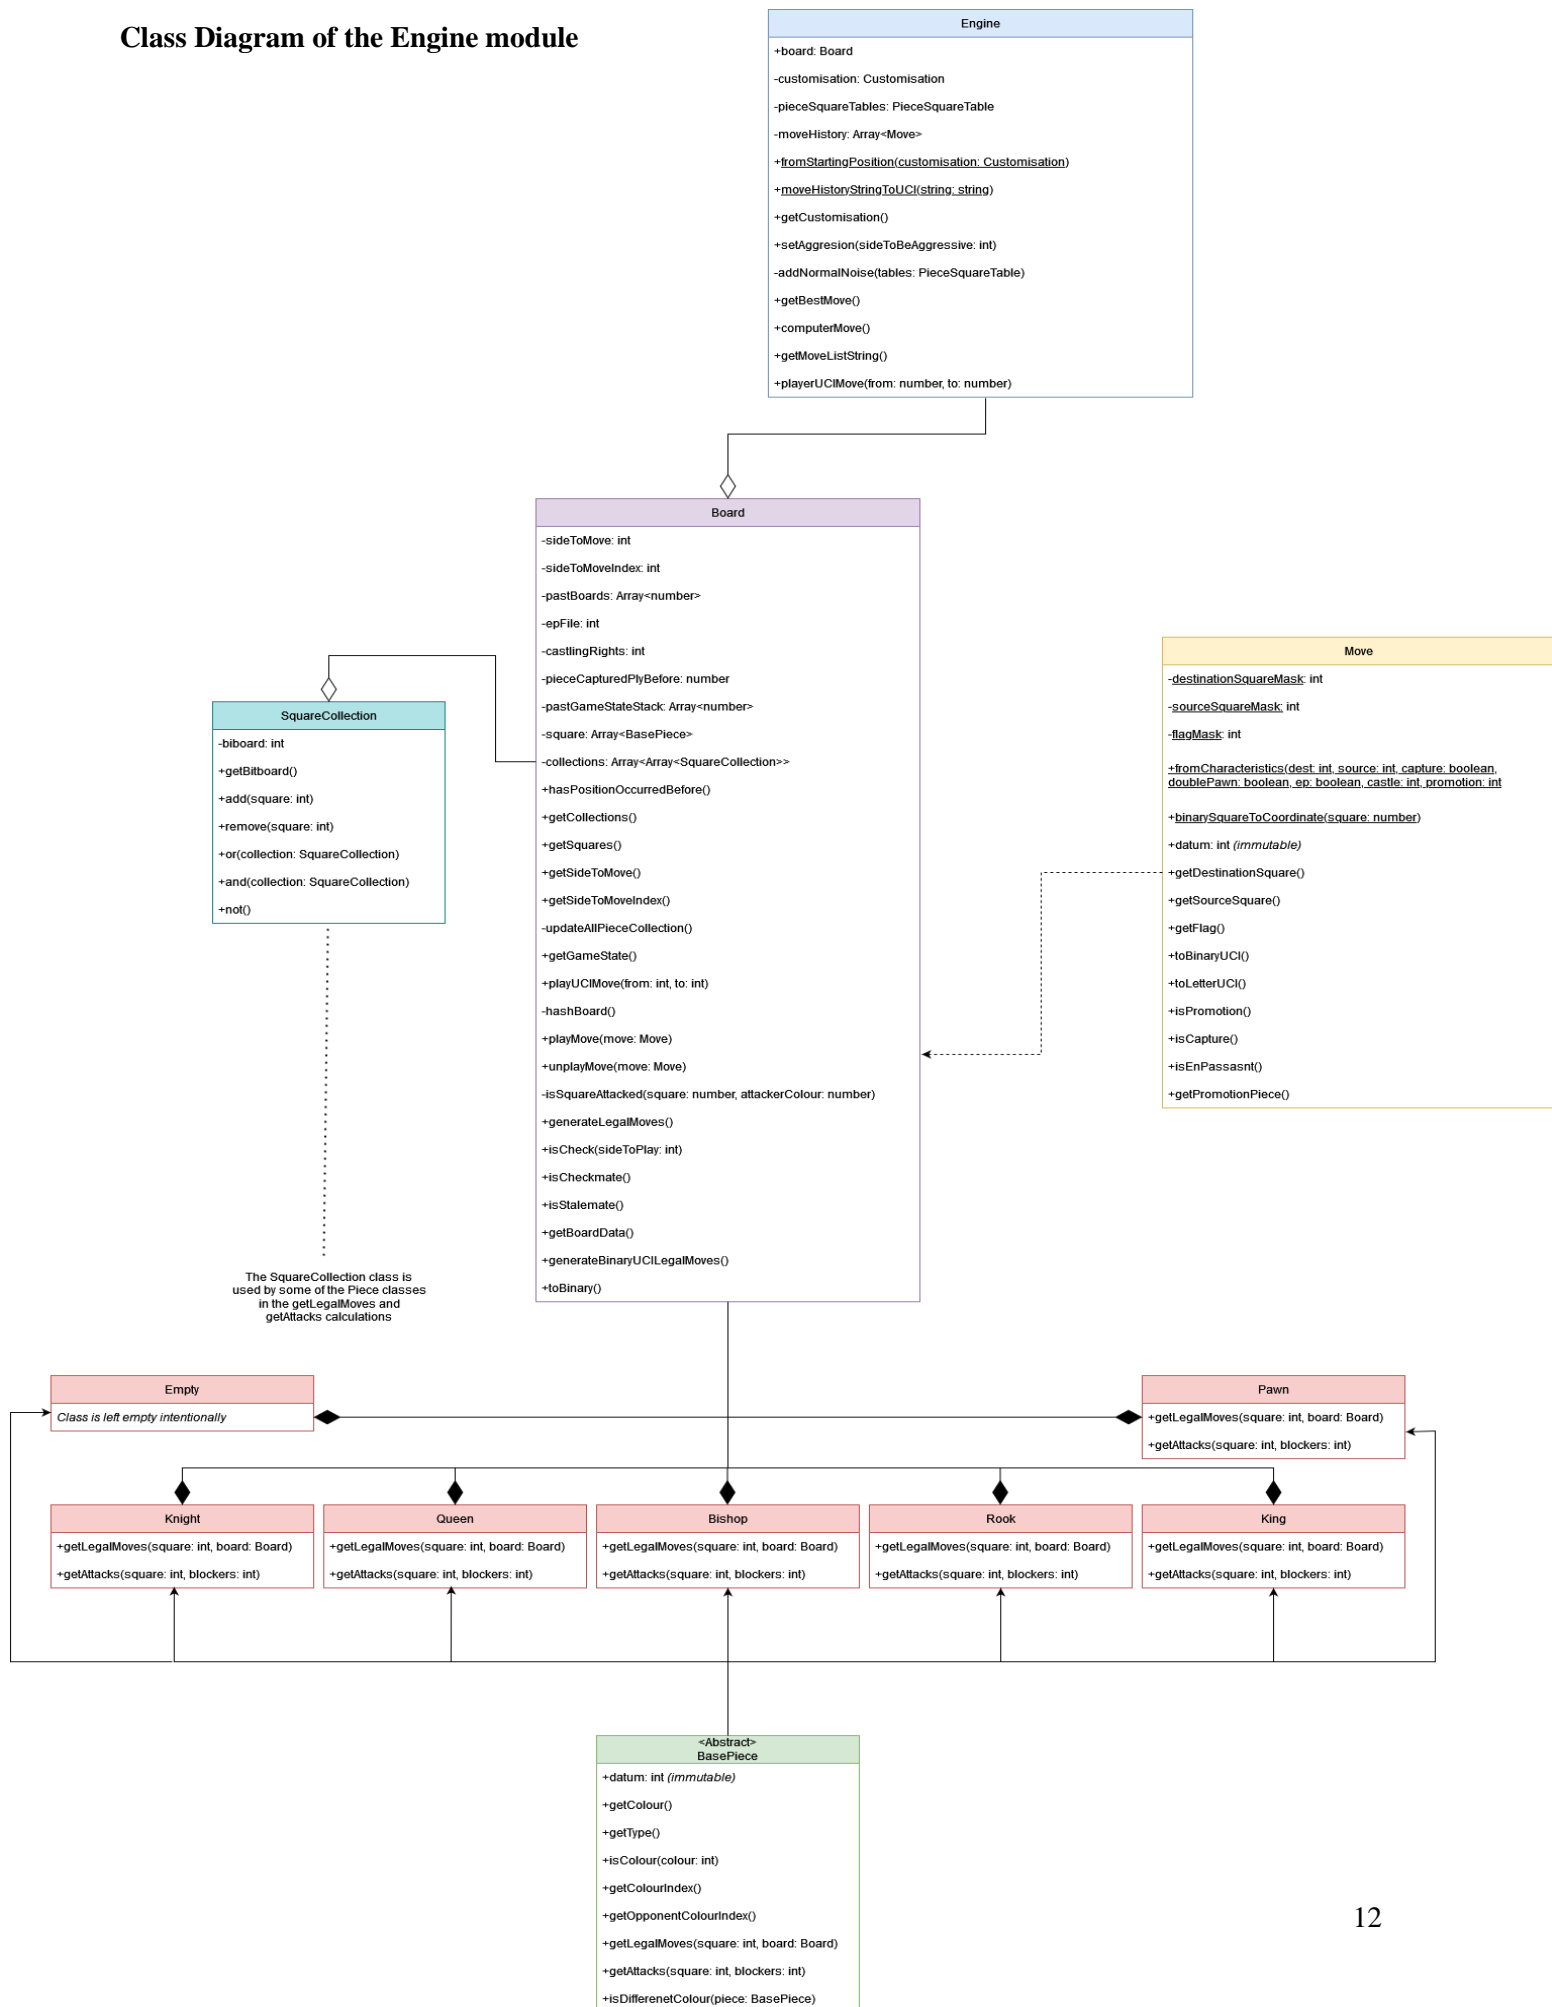 Class Diagram of the Engine module
Engine
+board: Board
-customisation: Customisation
-pieceSquareTables: PieceSquareTable
-moveHistory: Array<Move>
+fromStartingPosition(customisation: Customisation)
+moveHistoryStringToUCI(string: string)
+getCustomisation()
+setAggresion(sideToBeAggressive: int)
-addNormalNoise(tables: PieceSquareTable)
+getBestMove()
+computerMove()
+getMoveListString()
+playerUCIMove(from: number, to: number)
Board
-sideToMove: int
-sideToMoveIndex: int
-pastBoards: Array<number>
-epFile: int
-castlingRights: int
-pieceCapturedPlyBefore: number
-pastGameStateStack: Array<number>
-square: Array<BasePiece>
-collections: Array<Array<SquareCollection>>
+hasPositionOccurredBefore()
+getCollections()
+getSquares()
+getSideToMove()
+getSideToMoveIndex()
-updateAllPieceCollection()
+getGameState()
+playUCIMove(from: int, to: int)
-hashBoard()
+playMove(move: Move)
+unplayMove(move: Move)
-isSquareAttacked(square: number, attackerColour: number)
+generateLegalMoves()
+isCheck(sideToPlay: int)
+isCheckmate()
+isStalemate()
+getBoardData()
+generateBinaryUCILegalMoves()
+toBinary()
Move
-destinationSquareMask: int
-sourceSquareMask: int
-flagMask: int
+fromCharacteristics(dest: int, source: int, capture: boolean,
doublePawn: boolean, ep: boolean, castle: int, promotion: int
+binarySquareToCoordinate(square: number)
+datum: int (immutable)
+getDestinationSquare()
+getSourceSquare()
+getFlag()
+toBinaryUCI()
+toLetterUCI()
+isPromotion()
+isCapture()
+isEnPassasnt()
+getPromotionPiece()
SquareCollection
-biboard: int
+getBitboard()
+add(square: int)
+remove(square: int)
+or(collection: SquareCollection)
+and(collection: SquareCollection)
+not()
The SquareCollection class is
used by some of the Piece classes
in the getLegalMoves and
getAttacks calculations
Empty
Class is left empty intentionally
Pawn
+getLegalMoves(square: int, board: Board)
+getAttacks(square: int, blockers: int)
Knight
+getLegalMoves(square: int, board: Board)
+getAttacks(square: int, blockers: int)
Queen
+getLegalMoves(square: int, board: Board)
+getAttacks(square: int, blockers: int)
Bishop
+getLegalMoves(square: int, board: Board)
+getAttacks(square: int, blockers: int)
Rook
+getLegalMoves(square: int, board: Board)
+getAttacks(square: int, blockers: int)
King
+getLegalMoves(square: int, board: Board)
+getAttacks(square: int, blockers: int)
<Abstract>
BasePiece
+datum: int (immutable)
+getColour()
+getType()
+isColour(colour: int)
+getColourIndex()
+getOpponentColourIndex()
+getLegalMoves(square: int, board: Board)
+getAttacks(square: int, blockers: int)
+isDifferenetColour(piece: BasePiece)
12